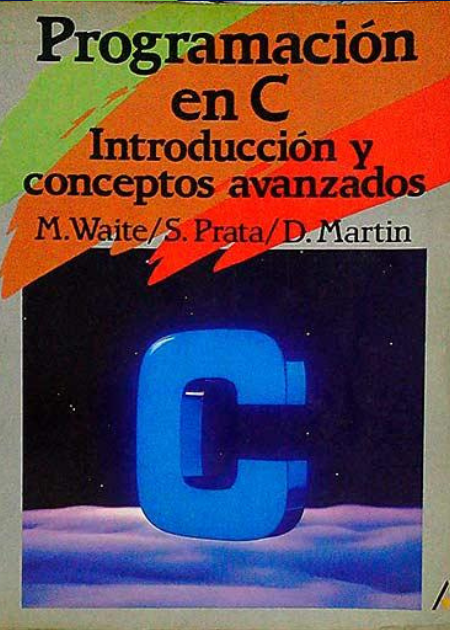 Programación
en C
Introducción y
conceptos avanzados
M.Waite/S. Prata/D. Martin
C